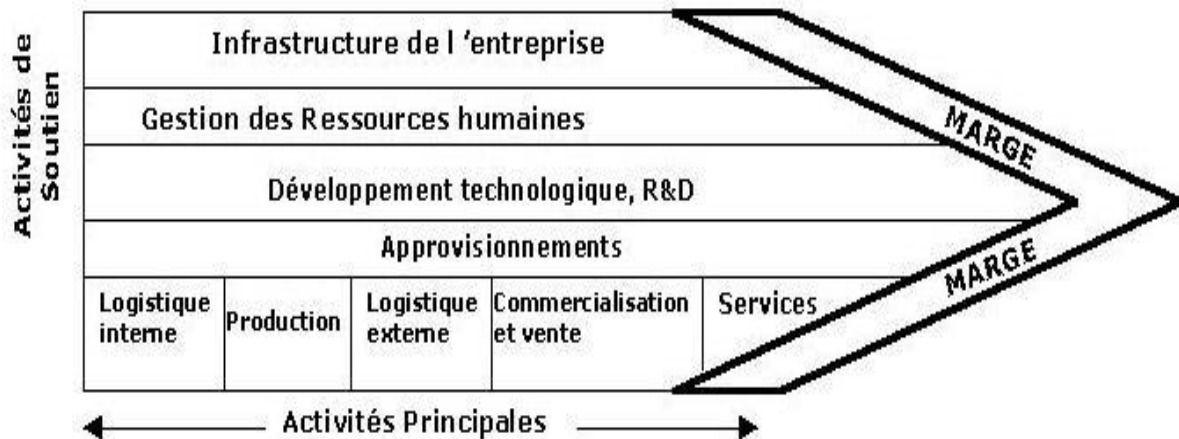 Activités de
Soutien
Infrastructure de l 'entreprise
Gestion des Ressources humaines
Développement technologique, R&D
Approvisionnements
MARGE
MARGE
Logistique
interne
Production
Logistique
externe
Commercialisation
et vente
Services
Activités Principales